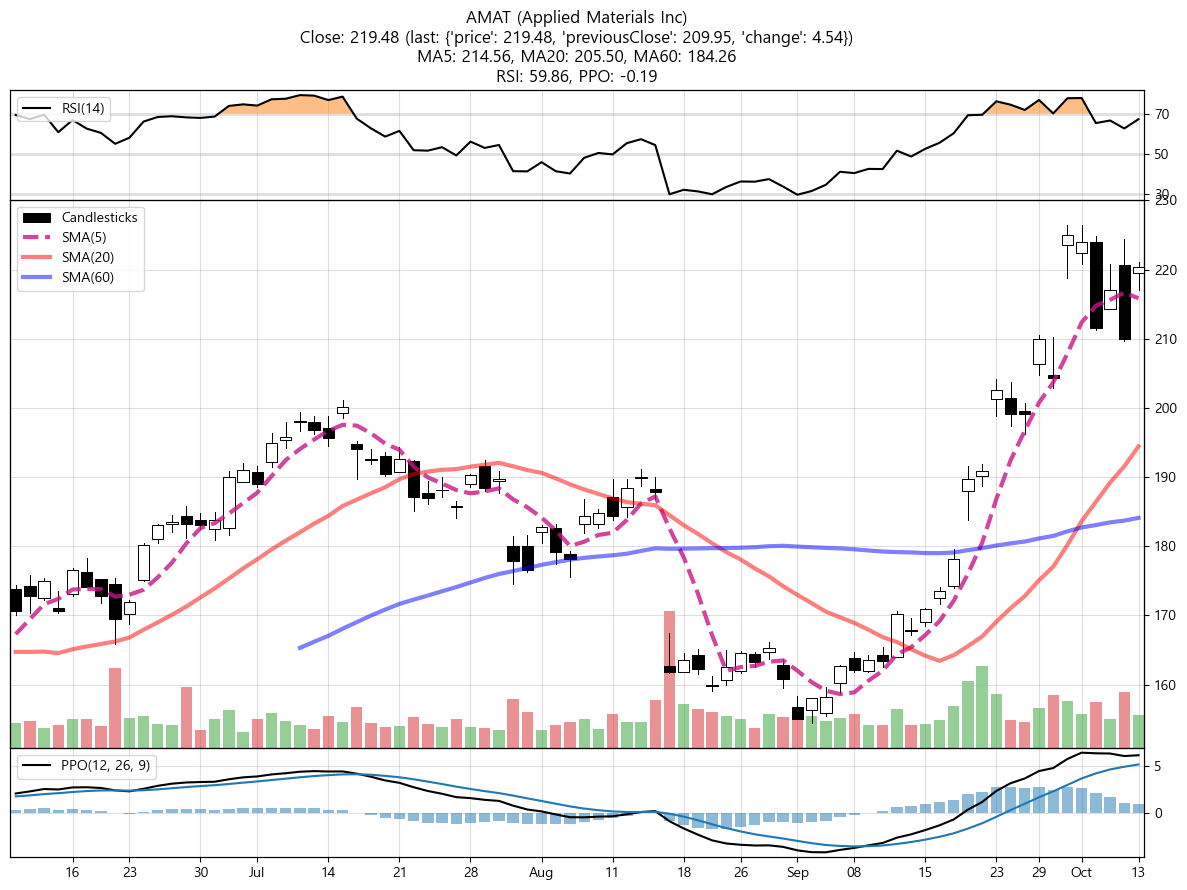 AMAT (Applied Materials Inc)
Close: 219.48 (last: {'price': 219.48, 'previousClose': 209.95, 'change': 4.54})
MA5: 214.56, MA20: 205.50, MA60: 184.26
RSI: 59.86, PPO: -0.19
RSI(14)
70
50
30
230
Candlesticks
SMA(5)
SMA(20)
SMA(60)
220
210
200
190
180
170
160
PPO(12, 26, 9)
5
0
16 23 30 Jul 14 21 28 Aug 11 18 26 Sep 08 15 23 29 Oct 13